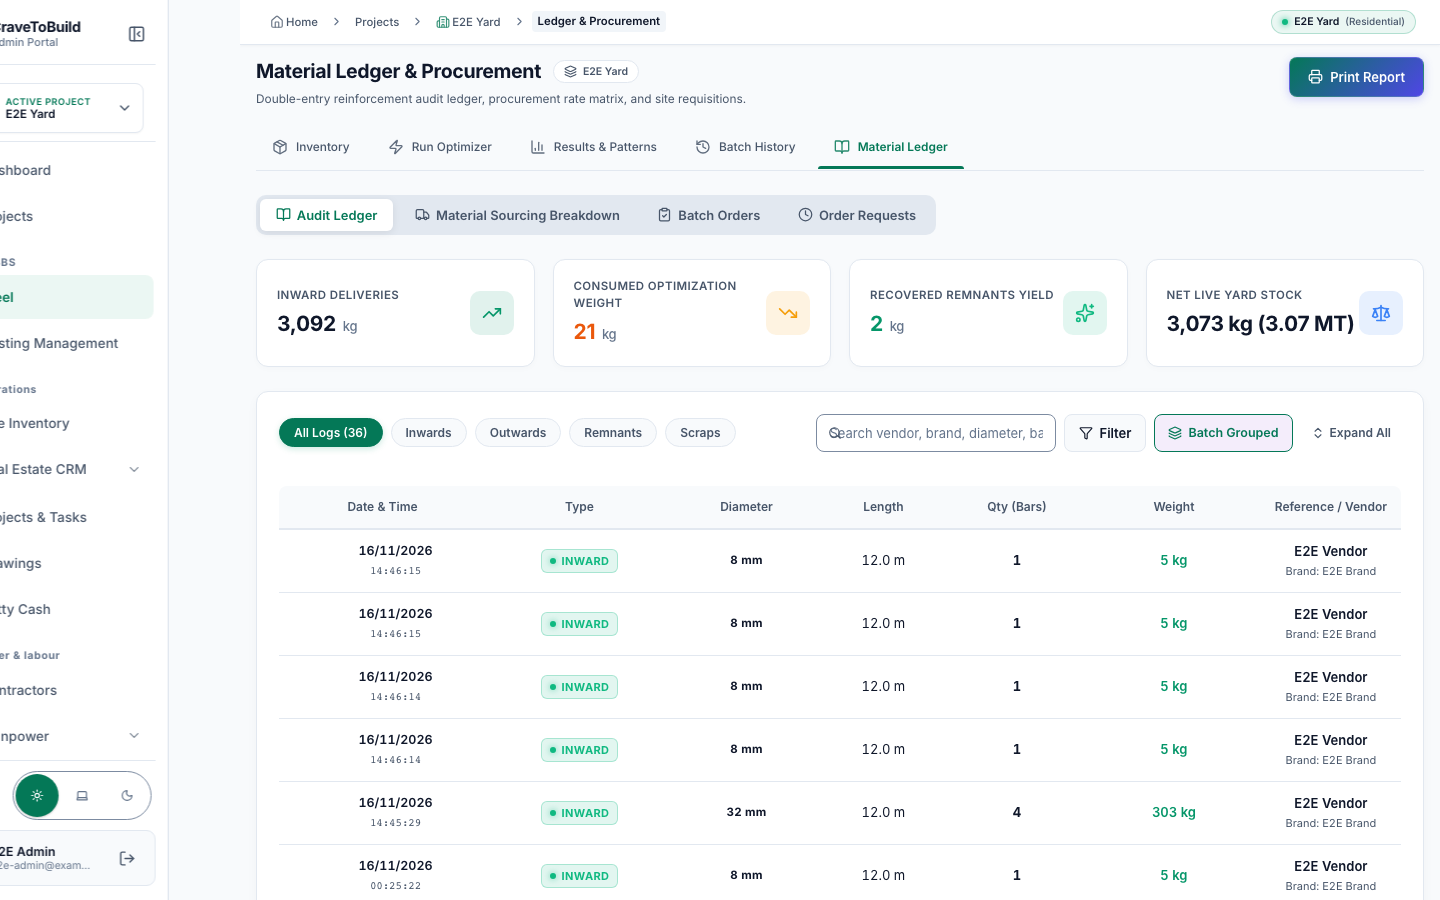 raveToBuild
dmin Portal
ACTIVE PROJECT
E2E Yard
shboard
jects
BS
eel
sting Management
rations
e Inventory
al Estate CRM
jects & Tasks
awings
tty Cash
er & labour
ntractors
npower
2E Admin
2e-admin@exam...
Home
Projects
E2E Yard
Ledger & Procurement
E2E Yard (Residential)
Material Ledger & Procurement
E2E Yard
Double-entry reinforcement audit ledger, procurement rate matrix, and site requisitions.
Print Report
Inventory
Run Optimizer
Results & Patterns
Batch History
Material Ledger
Audit Ledger
Material Sourcing Breakdown
Batch Orders
Order Requests
INWARD DELIVERIES
3,092 kg
CONSUMED OPTIMIZATION
WEIGHT
21 kg
RECOVERED REMNANTS YIELD
2 kg
NET LIVE YARD STOCK
3,073 kg (3.07 MT)
All Logs (36)
Inwards
Outwards
Remnants
Scraps
Search vendor, brand, diameter, ba
Filter
Batch Grouped
Expand All
Date & Time Type Diameter Length Qty (Bars) Weight Reference / Vendor
16/11/2026 INWARD 8 mm 12.0 m 1 5 kg E2E Vendor
14:46:15 Brand: E2E Brand
16/11/2026 INWARD 8 mm 12.0 m 1 5 kg E2E Vendor
14:46:15 Brand: E2E Brand
16/11/2026 INWARD 8 mm 12.0 m 1 5 kg E2E Vendor
14:46:14 Brand: E2E Brand
16/11/2026 INWARD 8 mm 12.0 m 1 5 kg E2E Vendor
14:46:14 Brand: E2E Brand
16/11/2026 INWARD 32 mm 12.0 m 4 303 kg E2E Vendor
14:45:29 Brand: E2E Brand
16/11/2026 INWARD 8 mm 12.0 m 1 5 kg E2E Vendor
00:25:22 Brand: E2E Brand